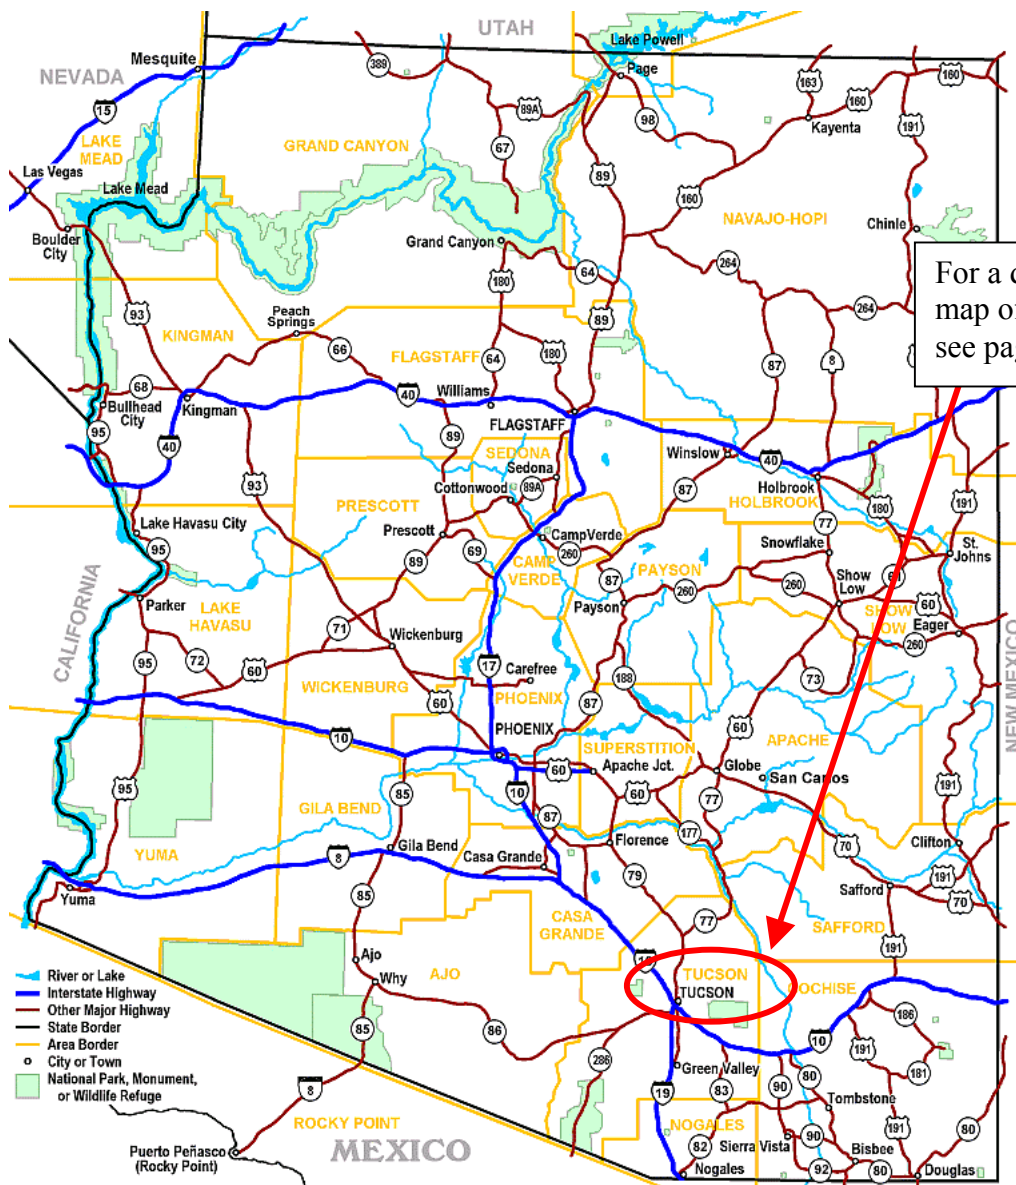 UTAH
Lake Powell
NEVADA
Mesquite
389
Page
163
160
160
15
89A
98
Kayenta
191
LAKE
MEAD
GRAND CANYON
67
Las Vegas
Lake Mead
89
160
NAVAJO-HOPI
Boulder
City
Grand Canyon
Chinle
180
64
264
For a d
map of
see pag
93
KINGMAN
Peach
Springs
66
FLAGSTAFF
89
264
64
180
87
8
68
Bullhead
City
Kingman
40
Williams
40
FLAGSTAFF
95
89
SEDONA
Sedona
Winslow
40
93
Cottonwood
89A
87
Holbrook
HOLBROOK
191
180
PRESCOTT
Lake Havasu City
Prescott
CampVerde
77
95
69
260
Snowflake
St.
Johns
89
CAMP
VERDE
87
PAYSON
260
Show
Low
61
CALIFORNIA
Parker
LAKE
HAVASU
Payson
260
60
SHOW
LOW
Eager
71
Wickenburg
260
95
72
60
17
Carefree
188
73
NEW MEXICO
WICKENBURG
60
PHOENIX
87
60
10
PHOENIX
SUPERSTITION
APACHE
60
Apache Jct.
Globe
San Carlos
95
85
10
60
77
191
GILA BEND
87
177
YUMA
8
Gila Bend
Casa Grande
Florence
70
Clifton
Yuma
79
191
85
Safford
70
CASA
GRANDE
77
SAFFORD
Ajo
10
191
AJO
TUCSON
River or Lake
Why
TUCSON
COCHISE
Interstate Highway
Other Major Highway
State Border
85
86
186
Area Border
286
10
191
City or Town
Green Valley
80
181
National Park, Monument,
or Wildlife Refuge
8
19
83
90
Tombstone
ROCKY POINT
NOGALES
191
80
MEXICO
82
Sierra Vista
90
Puerto Peñasco
(Rocky Point)
Bisbee
Nogales
92
80
Douglas